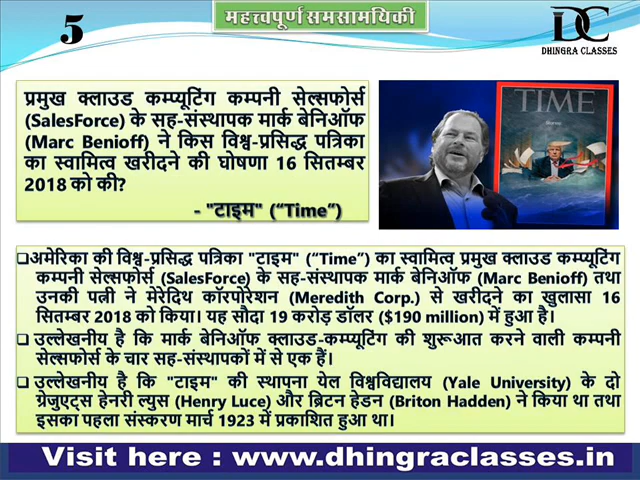 5
महत्त्वपूर्ण समसामयिकी
DC
DHINGRA CLASSES
प्रमुख क्लाउड कम्प्यूटिंग कम्पनी सेल्सफोर्स
(SalesForce) के सह-संस्थापक मार्क बेनिऑफ
(Marc Benioff) ने किस विश्व-प्रसिद्ध पत्रिका
का स्वामित्व खरीदने की घोषणा 16 सितम्बर
2018 को की?
- "टाइम" (“Time”)
TIME
अमेरिका की विश्व-प्रसिद्ध पत्रिका "टाइम" (“Time”) का स्वामित्व प्रमुख क्लाउड कम्प्यूटिंग
कम्पनी सेल्सफोर्स (SalesForce) के सह-संस्थापक मार्क बेनिऑफ (Marc Benioff) तथा
उनकी पत्नी ने मेरेदिथ कॉरपोरेशन (Meredith Corp.) से खरीदने का खुलासा 16
सितम्बर 2018 को किया। यह सौदा 19 करोड़ डॉलर ($190 million) में हुआ है।
उल्लेखनीय है कि मार्क बेनिऑफ क्लाउड-कम्प्यूटिंग की शुरूआत करने वाली कम्पनी
सेल्सफोर्स के चार सह-संस्थापकों में से एक हैं।
उल्लेखनीय है कि "टाइम" की स्थापना येल विश्वविद्यालय (Yale University) के दो
ग्रेजुएट्स हेनरी ल्युस (Henry Luce) और ब्रिटन हेडन (Briton Hadden) ने किया था तथा
इसका पहला संस्करण मार्च 1923 में प्रकाशित हुआ था।
Visit here : www.dhingraclasses.in